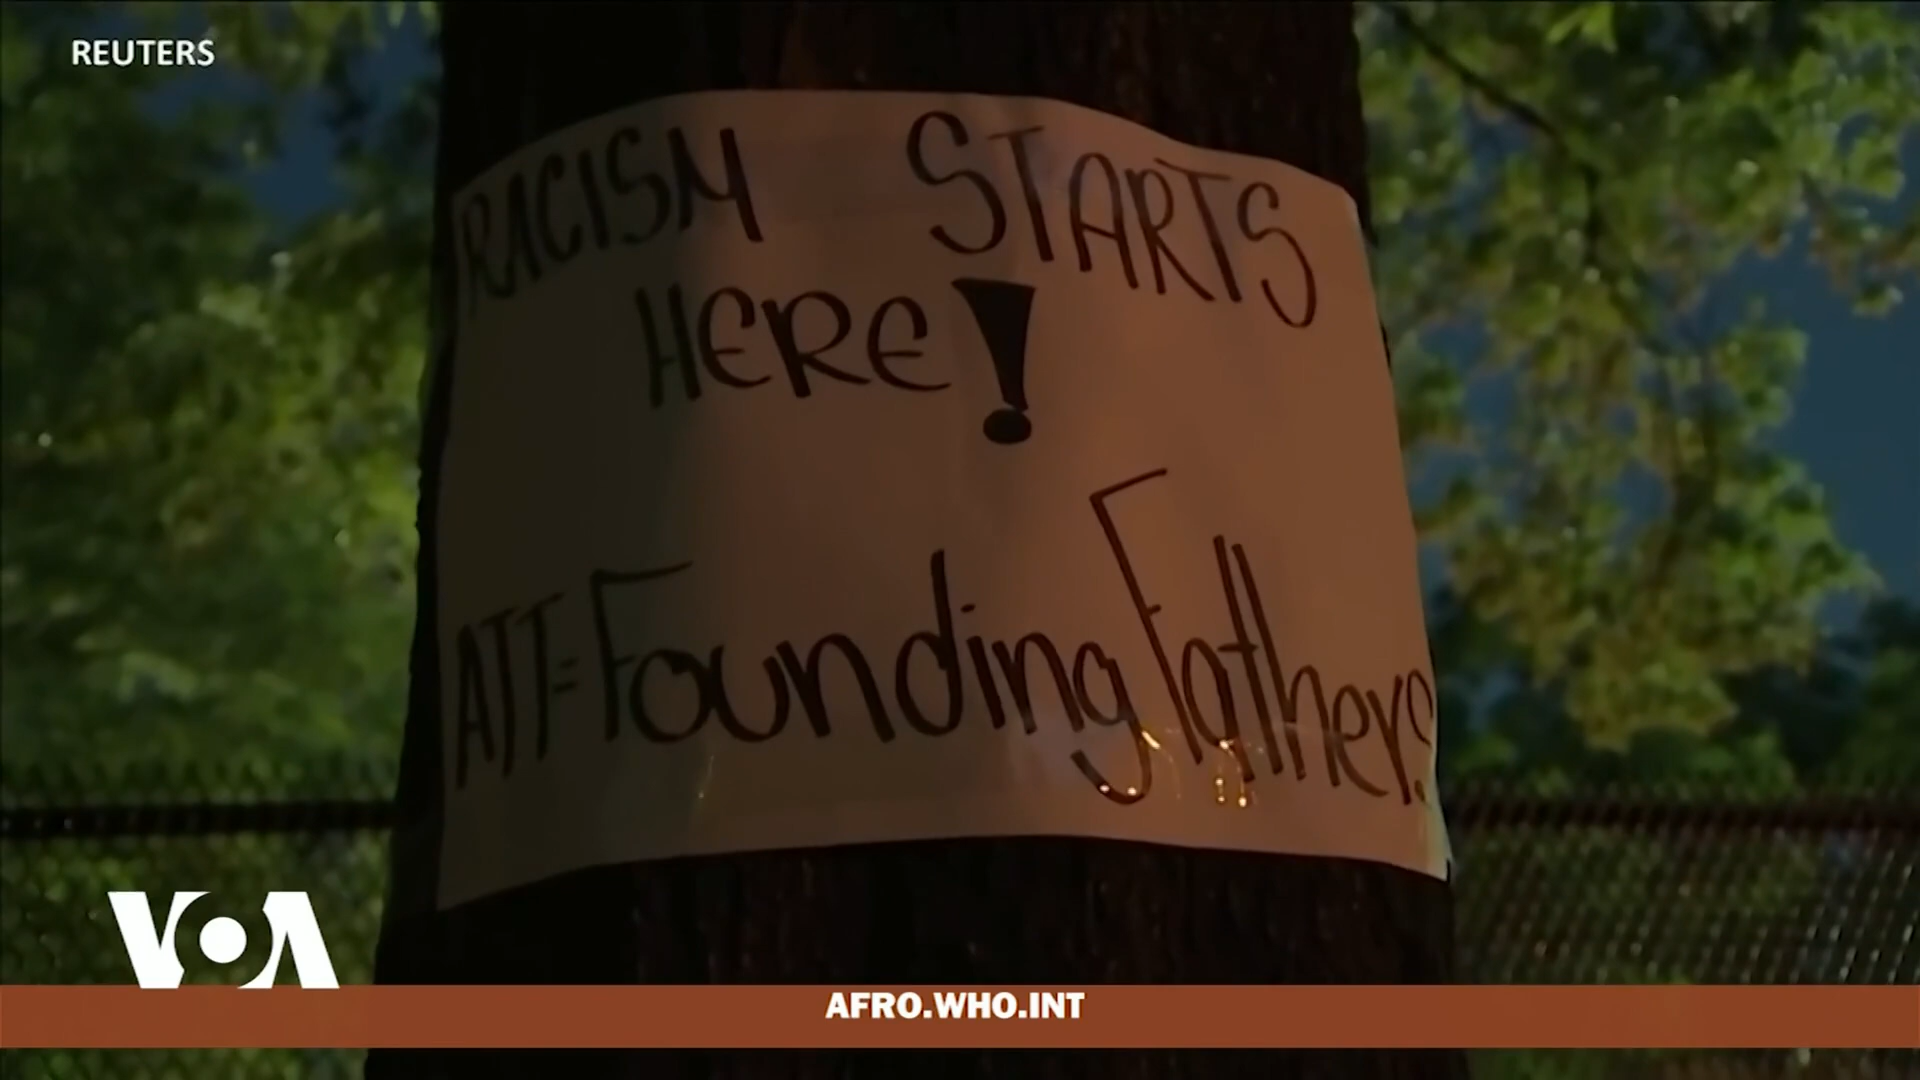 REUTERS
RACISM STARTS
HERE!
ATT=Founding Fathers
VOA
AFRO.WHO.INT